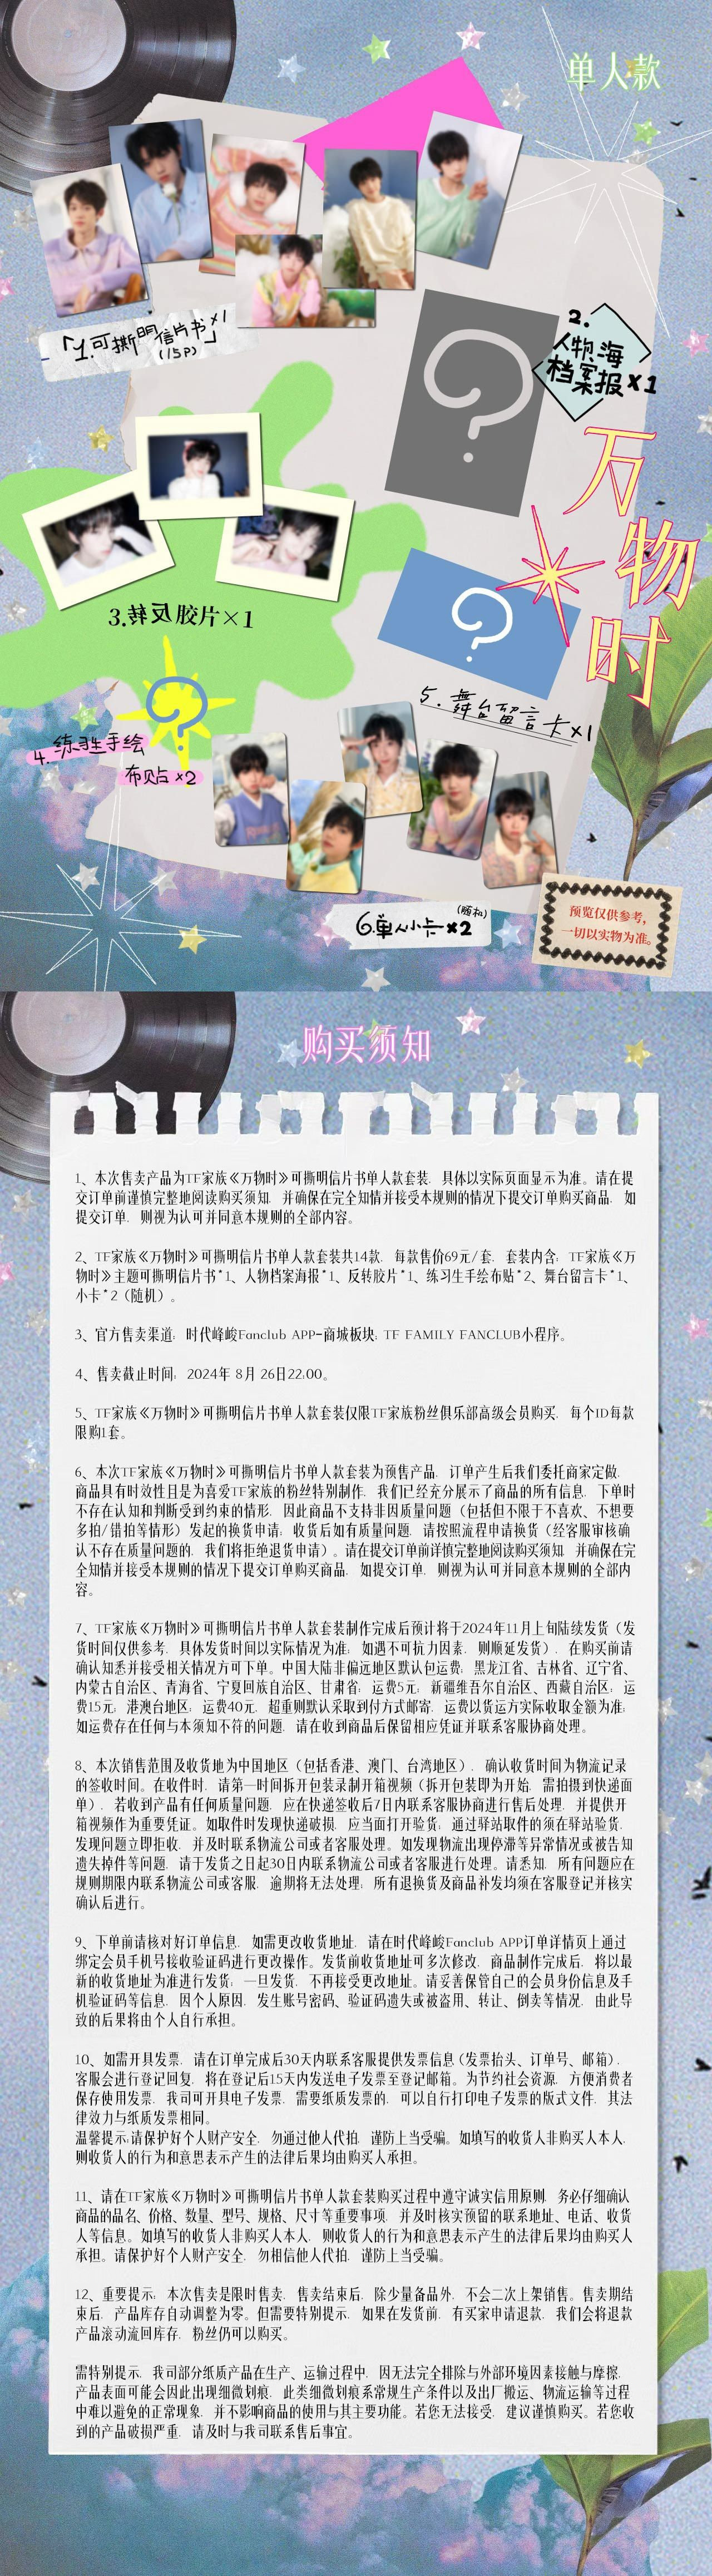 单人款
「1.可撕明信片书」×1
(15P)
2.
人物海
档案报×1
万
物
时
3.反转胶片×1
5.舞台留言卡×1
4.练习生手绘
布贴×2
6.单人小卡×2
(随机)
预览仅供参考,
一切以实物为准。
购买须知
1、本次售卖产品为TF家族《万物时》可撕明信片书单人款套装,具体以实际页面显示为准。请在提
交订单前谨慎完整地阅读购买须知,并确保在完全知情并接受本规则的情况下提交订单购买商品,如
提交订单,则视为认可并同意本规则的全部内容。
2、TF家族《万物时》可撕明信片书单人款套装共14款,每款售价69元/套,套装内含:TF家族《万
物时》主题可撕明信片书*1、人物档案海报*1、反转胶片*1、练习生手绘布贴*2、舞台留言卡*1、
小卡*2(随机)。
3、官方售卖渠道:时代峰峻Fanclub APP-商城板块;TF FAMILY FANCLUB小程序。
4、售卖截止时间:2024年 8月 26日22:00。
5、TF家族《万物时》可撕明信片书单人款套装仅限TF家族粉丝俱乐部高级会员购买,每个ID每款
限购1套。
6、本次TF家族《万物时》可撕明信片书单人款套装为预售产品,订单产生后我们委托商家定做,
商品具有时效性且是为喜爱TF家族的粉丝特别制作,我们已经充分展示了商品的所有信息,下单时
不存在认知和判断受到约束的情形,因此商品不支持非因质量问题(包括但不限于不喜欢、不想要
多拍/错拍等情形)发起的换货申请;收货后如有质量问题,请按照流程申请换货(经客服审核确
认不存在质量问题的,我们将拒绝退货申请)。请在提交订单前详慎完整地阅读购买须知,并确保在完
全知情并接受本规则的情况下提交订单购买商品,如提交订单,则视为认可并同意本规则的全部内
容。
7、TF家族《万物时》可撕明信片书单人款套装制作完成后预计将于2024年11月上旬陆续发货(发
货时间仅供参考,具体发货时间以实际情况为准;如遇不可抗力因素,则顺延发货),在购买前请
确认知悉并接受相关情况方可下单。中国大陆非偏远地区默认包运费;黑龙江省、吉林省、辽宁省、
内蒙古自治区、青海省、宁夏回族自治区、甘肃省,运费5元;新疆维吾尔自治区、西藏自治区:运
费15元;港澳台地区:运费40元,超重则默认采取到付方式邮寄,运费以货运方实际收取金额为准;
如运费存在任何与本须知不符的问题,请在收到商品后保留相应凭证并联系客服协商处理。
8、本次销售范围及收货地为中国地区(包括香港、澳门、台湾地区),确认收货时间为物流记录
的签收时间。在收件时,请第一时间拆开包装录制开箱视频(拆开包装即为开始,需拍摄到快递面
单),若收到产品有任何质量问题,应在快递签收后7日内联系客服协商进行售后处理,并提供开
箱视频作为重要凭证。如取件时发现快递破损,应当面打开验货;通过驿站取件的须在驿站验货,
发现问题立即拒收,并及时联系物流公司或者客服处理。如发现物流出现停滞等异常情况或被告知
遗失掉件等问题,请于发货之日起30日内联系物流公司或者客服进行处理。请悉知,所有问题应在
规则期限内联系物流公司或客服,逾期将无法处理,所有退换货及商品补发均须在客服登记并核实
确认后进行。
9、下单前请核对好订单信息,如需更改收货地址,请在时代峰峻Fanclub APP订单详情页上通过
绑定会员手机号接收验证码进行更改操作。发货前收货地址可多次修改,商品制作完成后,将以最
新的收货地址为准进行发货;一旦发货,不再接受更改地址。请妥善保管自己的会员身份信息及手
机验证码等信息,因个人原因,发生账号密码、验证码遗失或被盗用、转让、倒卖等情况,由此导
致的后果将由个人自行承担。
10、如需开具发票,请在订单完成后30天内联系客服提供发票信息(发票抬头、订单号、邮箱),
客服会进行登记回复,将在登记后15天内发送电子发票至登记邮箱。为节约社会资源,方便消费者
保存使用发票,我司可开具电子发票,需要纸质发票的,可以自行打印电子发票的版式文件,其法
律效力与纸质发票相同。
温馨提示:请保护好个人财产安全,勿通过他人代拍,谨防上当受骗。如填写的收货人非购买人本人,
则收货人的行为和意思表示产生的法律后果均由购买人承担。
11、请在TF家族《万物时》可撕明信片书单人款套装购买过程中遵守诚实信用原则,务必仔细确认
商品的品名、价格、数量、型号、规格、尺寸等重要事项,并及时核实预留的联系地址、电话、收货
人等信息。如填写的收货人非购买人本人,则收货人的行为和意思表示产生的法律后果均由购买人
承担。请保护好个人财产安全,勿相信他人代拍,谨防上当受骗。
12、重要提示:本次售卖是限时售卖,售卖结束后,除少量备品外,不会二次上架销售。售卖期结
束后,产品库存自动调整为零。但需要特别提示,如果在发货前,有买家申请退款,我们会将退款
产品滚动流回库存,粉丝仍可以购买。
需特别提示,我司部分纸质产品在生产、运输过程中,因无法完全排除与外部环境因素接触与摩擦,
产品表面可能会因此出现细微划痕,此类细微划痕系常规生产条件以及出厂搬运、物流运输等过程
中难以避免的正常现象,并不影响商品的使用与其主要功能。若您无法接受,建议谨慎购买。若您收
到的产品破损严重,请及时与我司联系售后事宜。